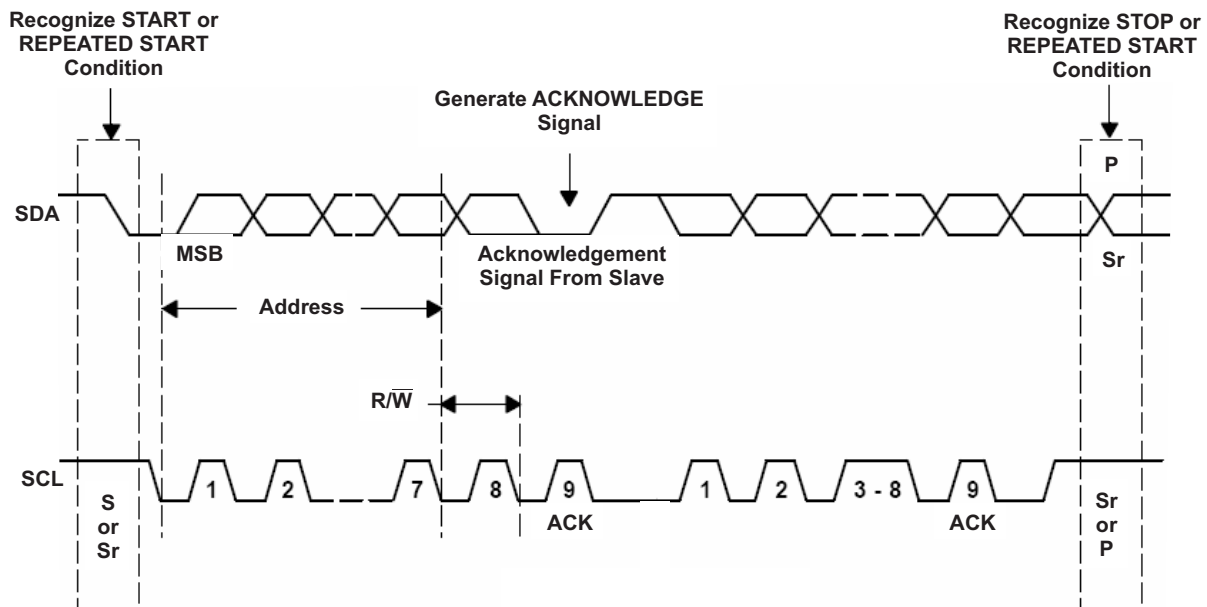 Recognize START or
REPEATED START
Condition
Recognize STOP or
REPEATED START
Condition
Generate ACKNOWLEDGE
Signal
P
SDA
MSB
Acknowledgement
Signal From Slave
Sr
Address
R/W̅
SCL
1
2
7
8
9
1
2
3 - 8
9
ACK
ACK
S
or
Sr
Sr
or
P